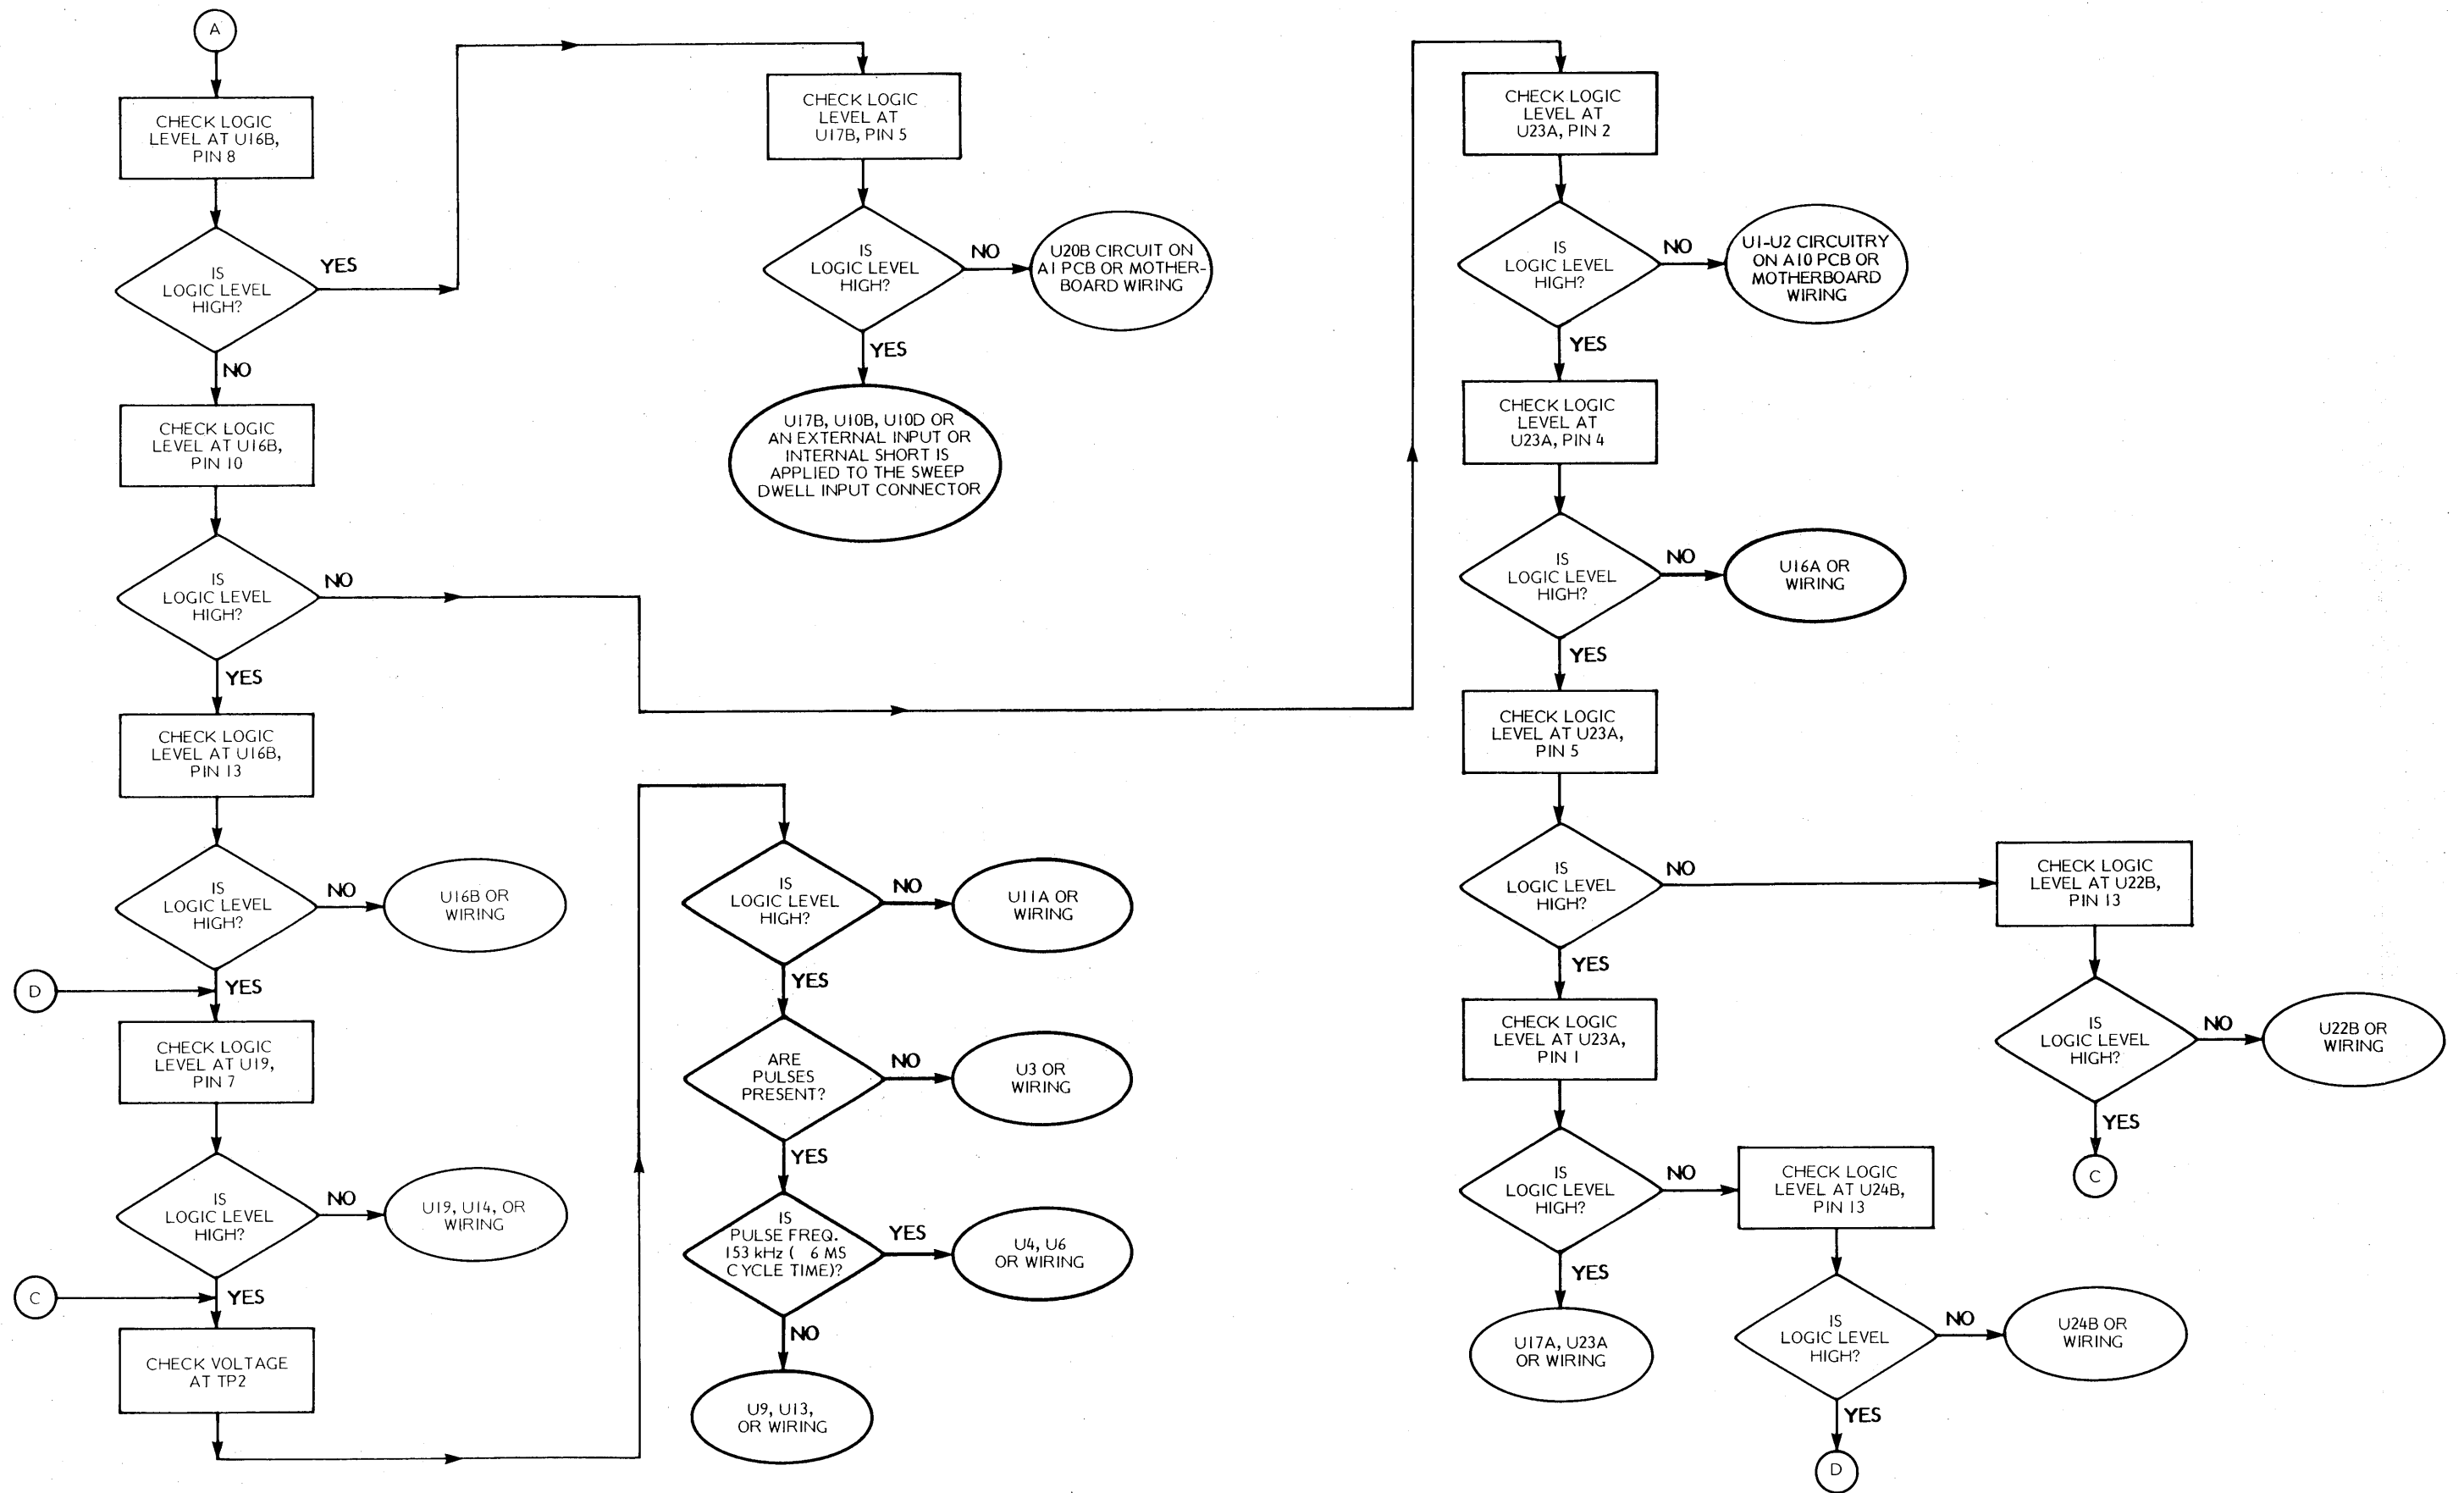 A
CHECK LOGIC
LEVEL AT U16B,
PIN 8
IS
LOGIC LEVEL
HIGH?
YES
NO
CHECK LOGIC
LEVEL AT U16B,
PIN 10
IS
LOGIC LEVEL
HIGH?
NO
YES
CHECK LOGIC
LEVEL AT U16B,
PIN 13
IS
LOGIC LEVEL
HIGH?
NO
U16B OR
WIRING
D
YES
CHECK LOGIC
LEVEL AT U19,
PIN 7
IS
LOGIC LEVEL
HIGH?
NO
U19, U14, OR
WIRING
C
YES
CHECK VOLTAGE
AT TP2
CHECK LOGIC
LEVEL AT
U17B, PIN 5
IS
LOGIC LEVEL
HIGH?
NO
U20B CIRCUIT ON
A1 PCB OR MOTHER-
BOARD WIRING
YES
U17B, U10B, U10D OR
AN EXTERNAL INPUT OR
INTERNAL SHORT IS
APPLIED TO THE SWEEP
DWELL INPUT CONNECTOR
IS
LOGIC LEVEL
HIGH?
NO
U11A OR
WIRING
YES
ARE
PULSES
PRESENT?
NO
U3 OR
WIRING
YES
IS
PULSE FREQ.
153 kHz ( 6 MS
CYCLE TIME)?
YES
U4, U6
OR WIRING
NO
U9, U13,
OR WIRING
CHECK LOGIC
LEVEL AT
U23A, PIN 2
IS
LOGIC LEVEL
HIGH?
NO
U1-U2 CIRCUITRY
ON A10 PCB OR
MOTHERBOARD
WIRING
YES
CHECK LOGIC
LEVEL AT
U23A, PIN 4
IS
LOGIC LEVEL
HIGH?
NO
U16A OR
WIRING
YES
CHECK LOGIC
LEVEL AT U23A,
PIN 5
IS
LOGIC LEVEL
HIGH?
NO
CHECK LOGIC
LEVEL AT U22B,
PIN 13
IS
LOGIC LEVEL
HIGH?
NO
U22B OR
WIRING
YES
C
YES
CHECK LOGIC
LEVEL AT U23A,
PIN 1
IS
LOGIC LEVEL
HIGH?
NO
CHECK LOGIC
LEVEL AT U24B,
PIN 13
YES
U17A, U23A
OR WIRING
IS
LOGIC LEVEL
HIGH?
NO
U24B OR
WIRING
YES
D